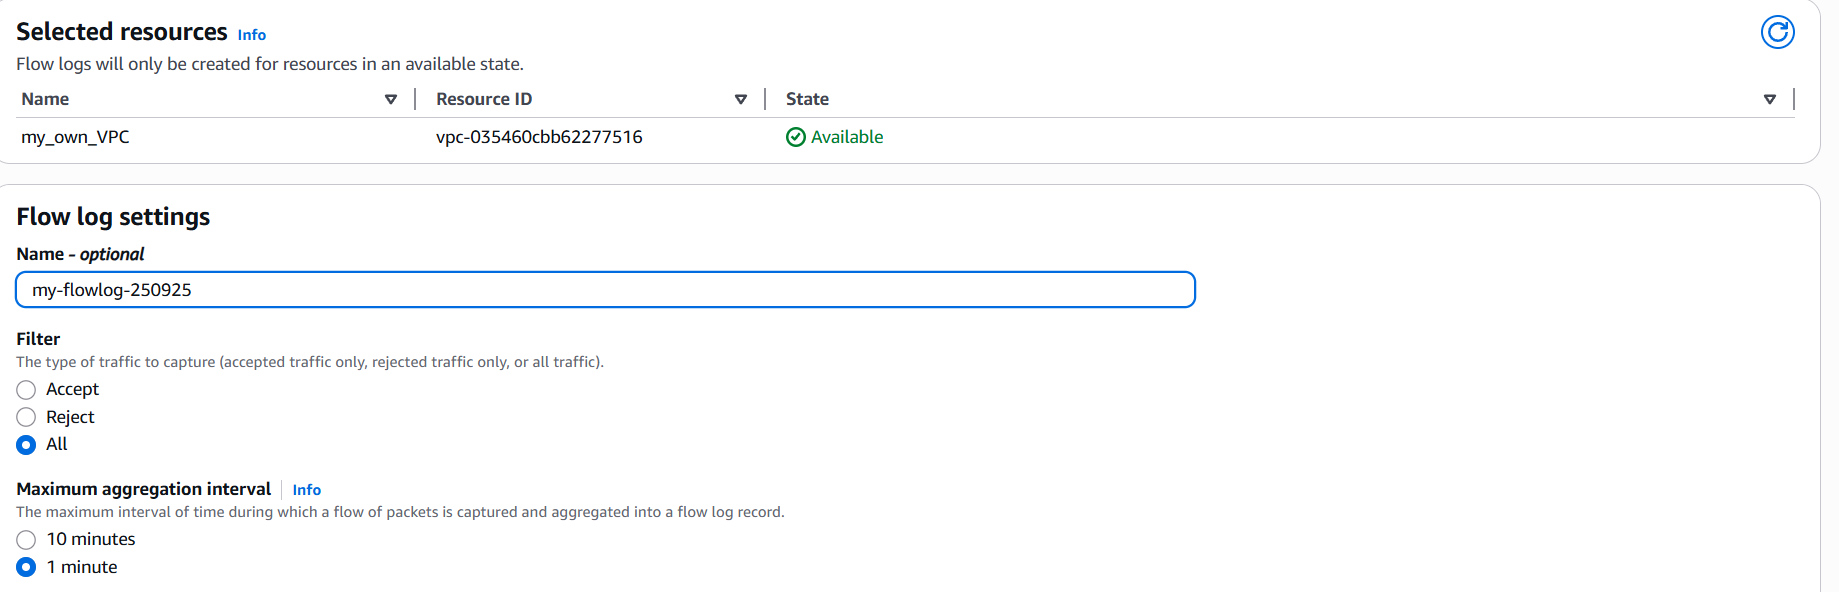 Selected resources Info
Flow logs will only be created for resources in an available state.
Name Resource ID State
my_own_VPC vpc-035460cbb62277516 Available
Flow log settings
Name - optional
my-flowlog-250925
Filter
The type of traffic to capture (accepted traffic only, rejected traffic only, or all traffic).
Accept
Reject
All
Maximum aggregation interval Info
The maximum interval of time during which a flow of packets is captured and aggregated into a flow log record.
10 minutes
1 minute